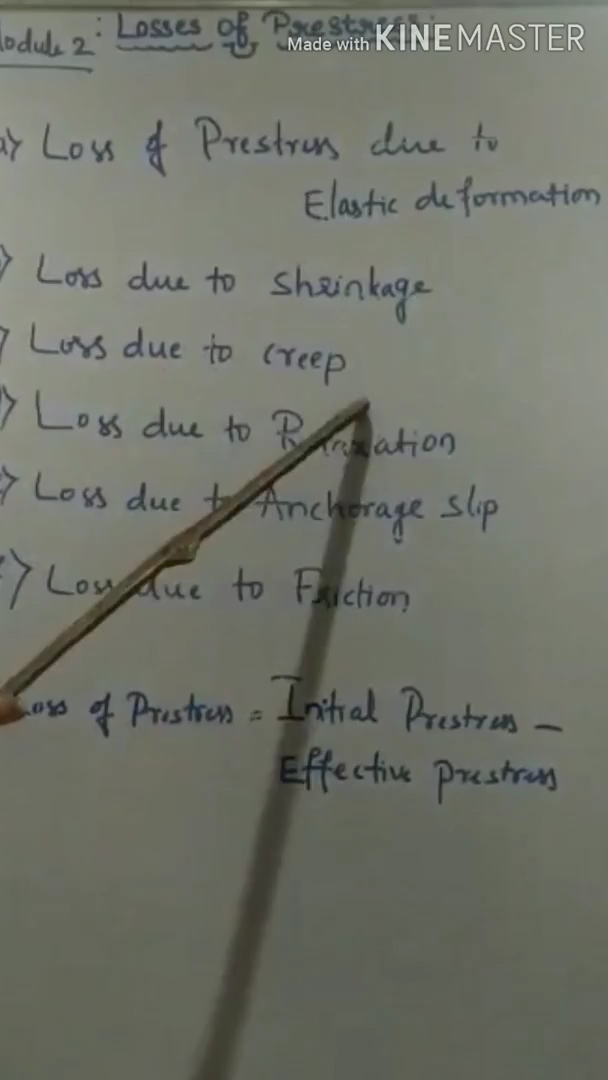 Module 2: Losses of Prestress:
Made with KINEMASTER
a) Loss of Prestress due to
Elastic deformation
) Loss due to Shrinkage
) Loss due to creep
) Loss due to Relaxation
) Loss due to Anchorage slip
) Loss due to Friction
Loss of Prestress = Initial Prestress -
Effective prestress